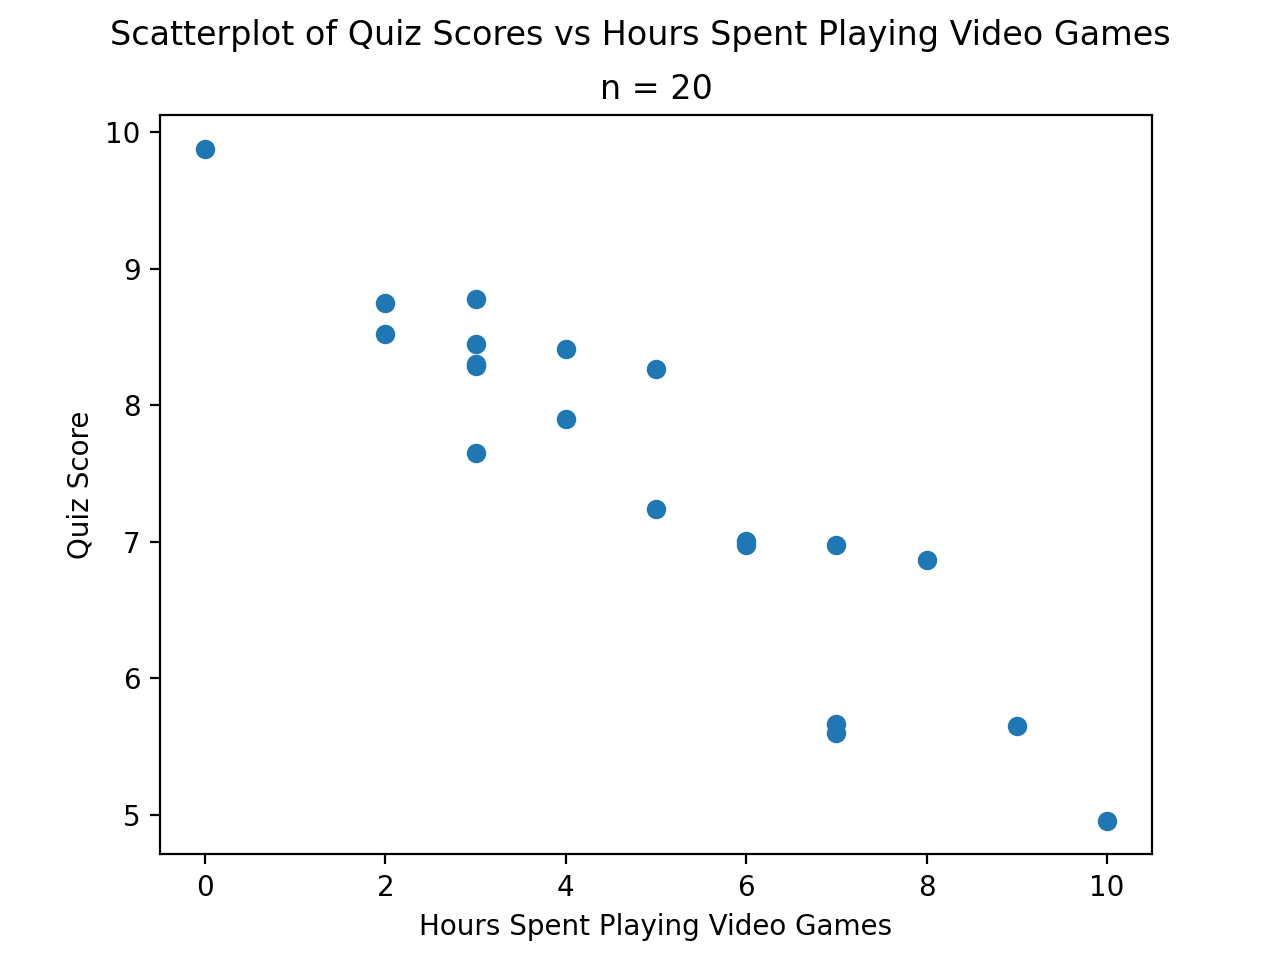 Scatterplot of Quiz Scores vs Hours Spent Playing Video Games
n = 20
10
9
8
7
6
5
Quiz Score
0 2 4 6 8 10
Hours Spent Playing Video Games